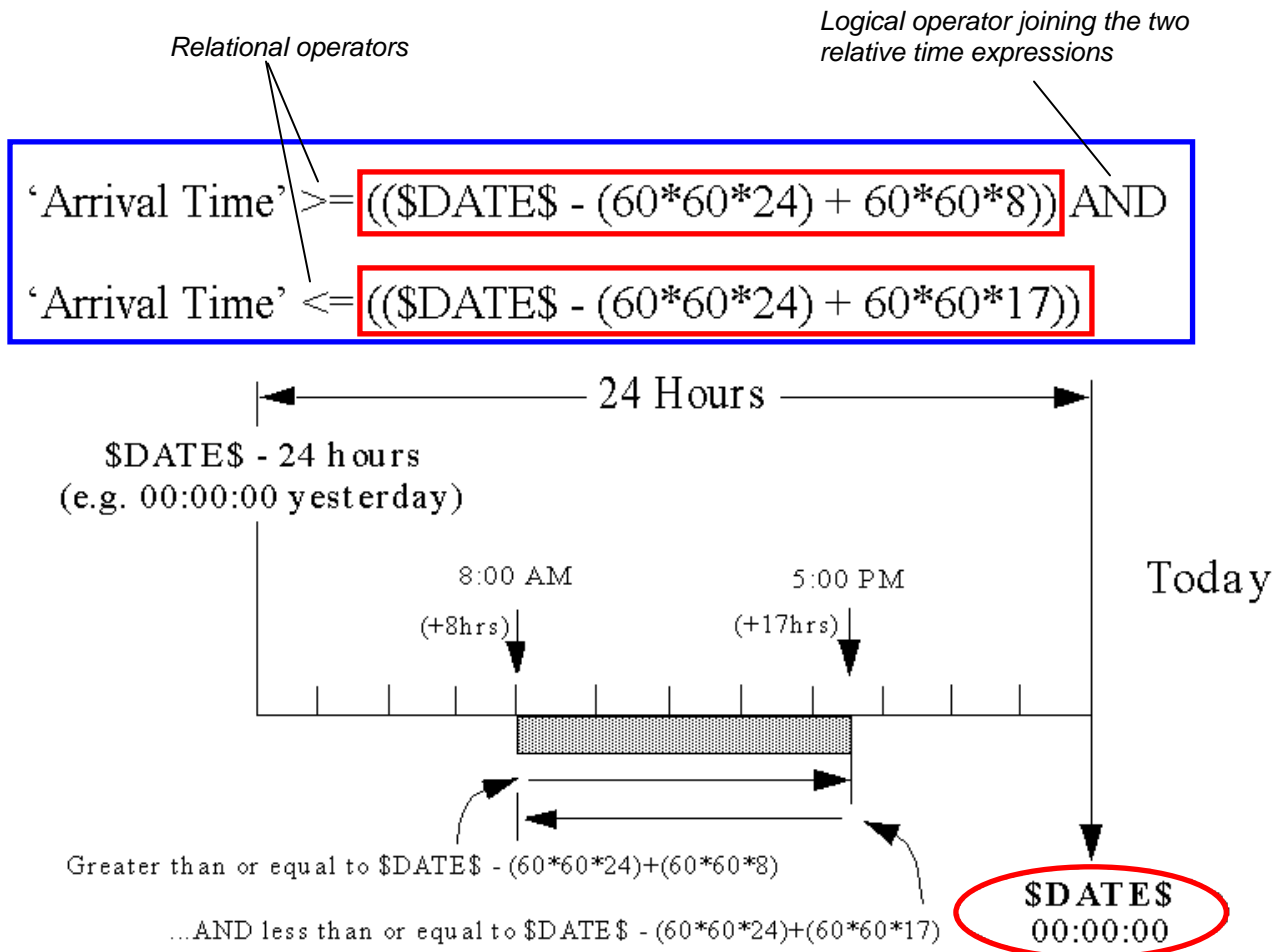 Relational operators
Logical operator joining the two
relative time expressions
‘Arrival Time’ >= (($DATE$ - (60*60*24) + 60*60*8)) AND
‘Arrival Time’ <= (($DATE$ - (60*60*24) + 60*60*17))
24 Hours
$DATE$ - 24 hours
(e.g. 00:00:00 yesterday)
8:00 AM
5:00 PM
Today
(+8hrs)
(+17hrs)
Greater than or equal to $DATE$ - (60*60*24)+(60*60*8)
...AND less than or equal to $DATE$ - (60*60*24)+(60*60*17)
$DATE$
00:00:00